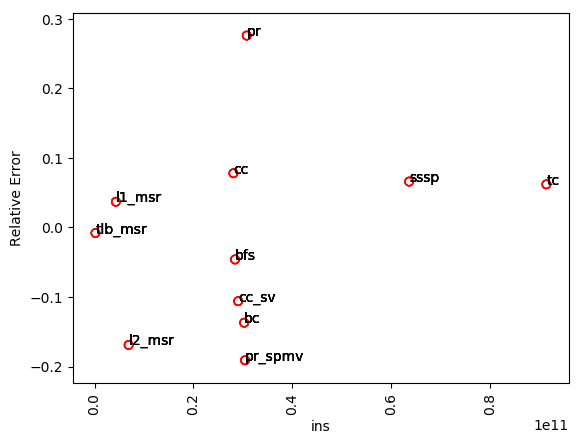 0.3
pr
0.2
0.1
cc
sssp
tc
l1_msr
0.0
tlb_msr
bfs
−0.1
cc_sv
bc
l2_msr
pr_spmv
−0.2
Relative Error
0.0
0.2
0.4
0.6
0.8
ins
1e11